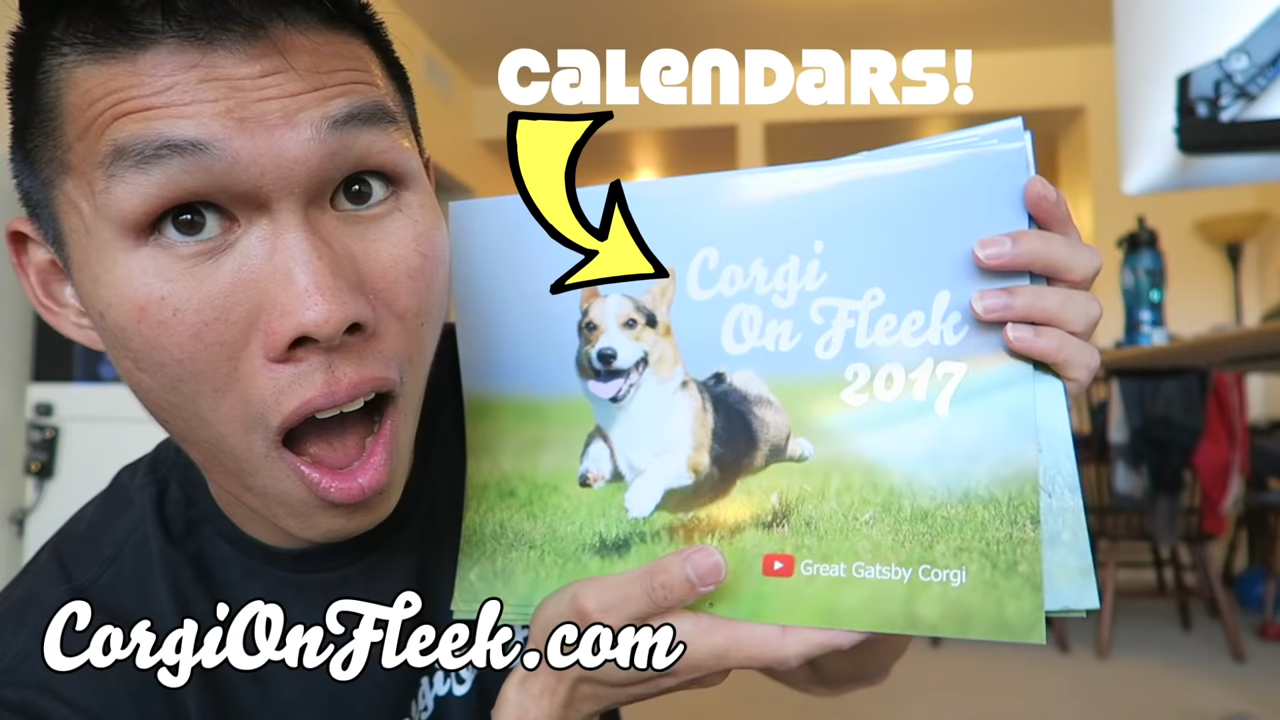 CALENDARS!
Corgi
On Fleek
2017
Great Gatsby Corgi
CorgiOnFleek.com